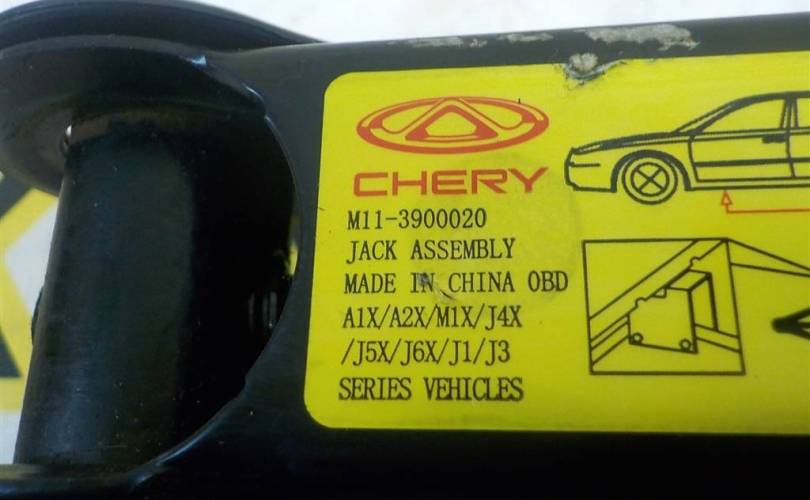 CHERY
M11-3900020
JACK ASSEMBLY
MADE IN CHINA OBD
A1X/A2X/M1X/J4X
/J5X/J6X/J1/J3
SERIES VEHICLES